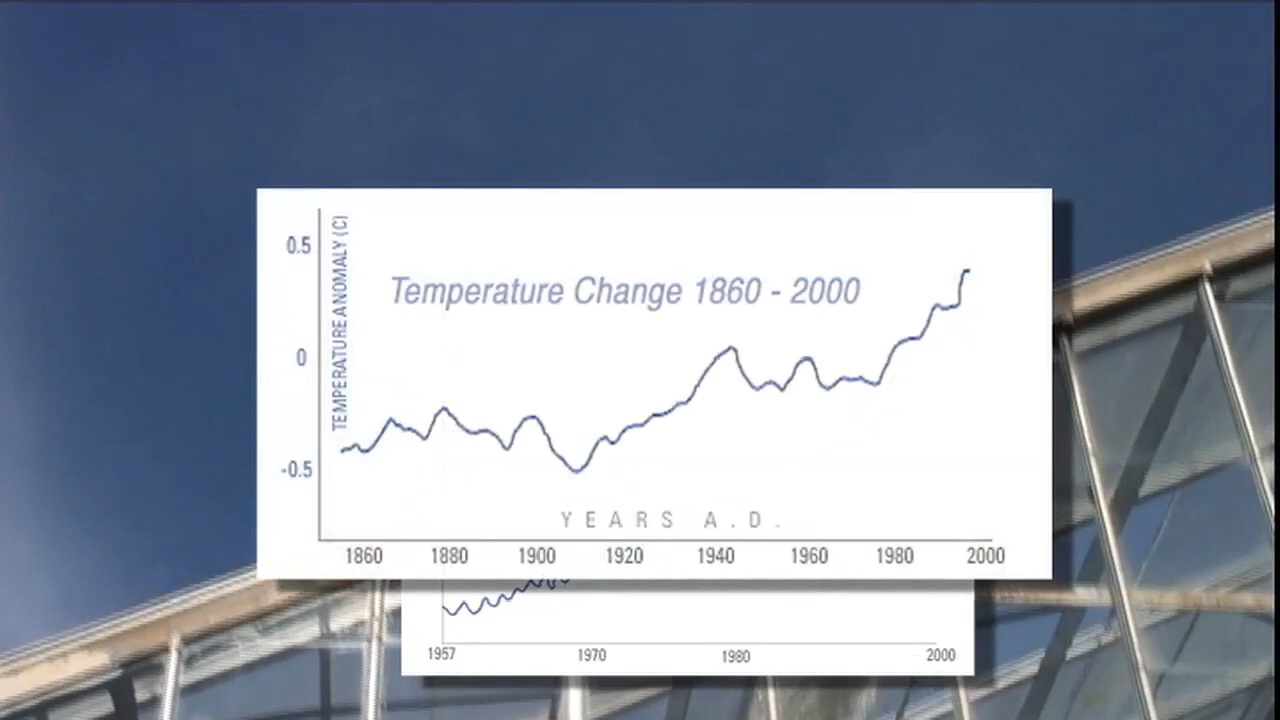 0.5
0
-0.5
TEMPERATURE ANOMALY (C)
Temperature Change 1860 - 2000
YEARS A.D.
1860 1880 1900 1920 1940 1960 1980 2000
1957 1970 1980 2000